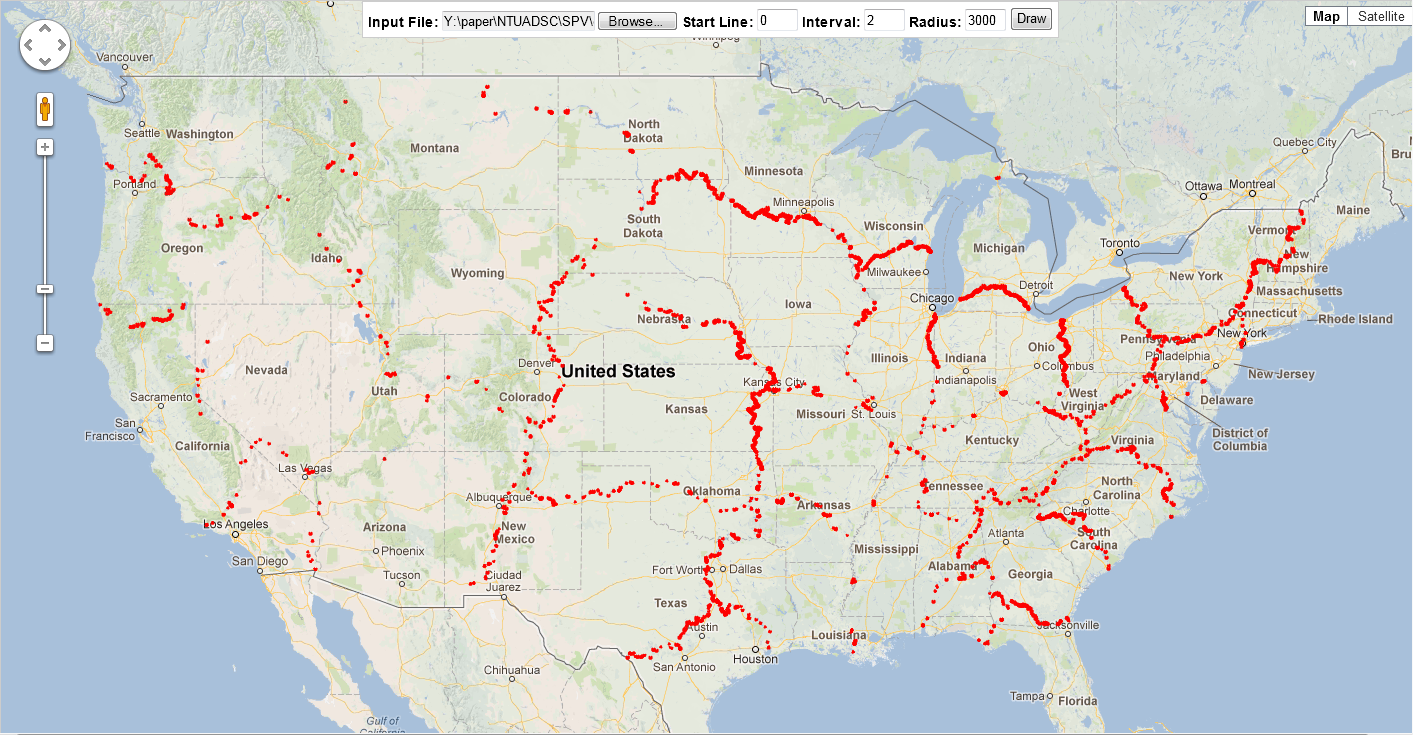 Input File: Y:\paper\NTUADSC\SPV\ Browse... Start Line: 0 Interval: 2 Radius: 3000 Draw
Map Satellite
Winnipeg
Vancouver
Seattle Washington
Montana
North
Dakota
Quebec City
Ottawa Montreal
Maine
Minnesota
Minneapolis
Portland
Oregon
Idaho
Wyoming
South
Dakota
Wisconsin
Milwaukee
Michigan
Toronto
Detroit
Vermont
New
Hampshire
New York
Massachusetts
Connecticut
Rhode Island
Iowa
Chicago
Nebraska
Nevada
Utah
Denver
Colorado
United States
Illinois
Indiana
Indianapolis
Ohio
Columbus
Pennsylvania
New York
Philadelphia
Maryland
New Jersey
Delaware
District of
Columbia
Sacramento
San
Francisco
California
Las Vegas
Kansas City
Kansas
Missouri
St. Louis
West
Virginia
Virginia
Kentucky
Los Angeles
San Diego
Arizona
Phoenix
Tucson
Albuquerque
New
Mexico
Ciudad
Juarez
Oklahoma
Arkansas
Tennessee
North
Carolina
Charlotte
South
Carolina
Atlanta
Mississippi
Alabama
Georgia
Fort Worth
Dallas
Texas
Austin
San Antonio
Houston
Louisiana
Jacksonville
Tampa
Florida
Chihuahua
Gulf of
California